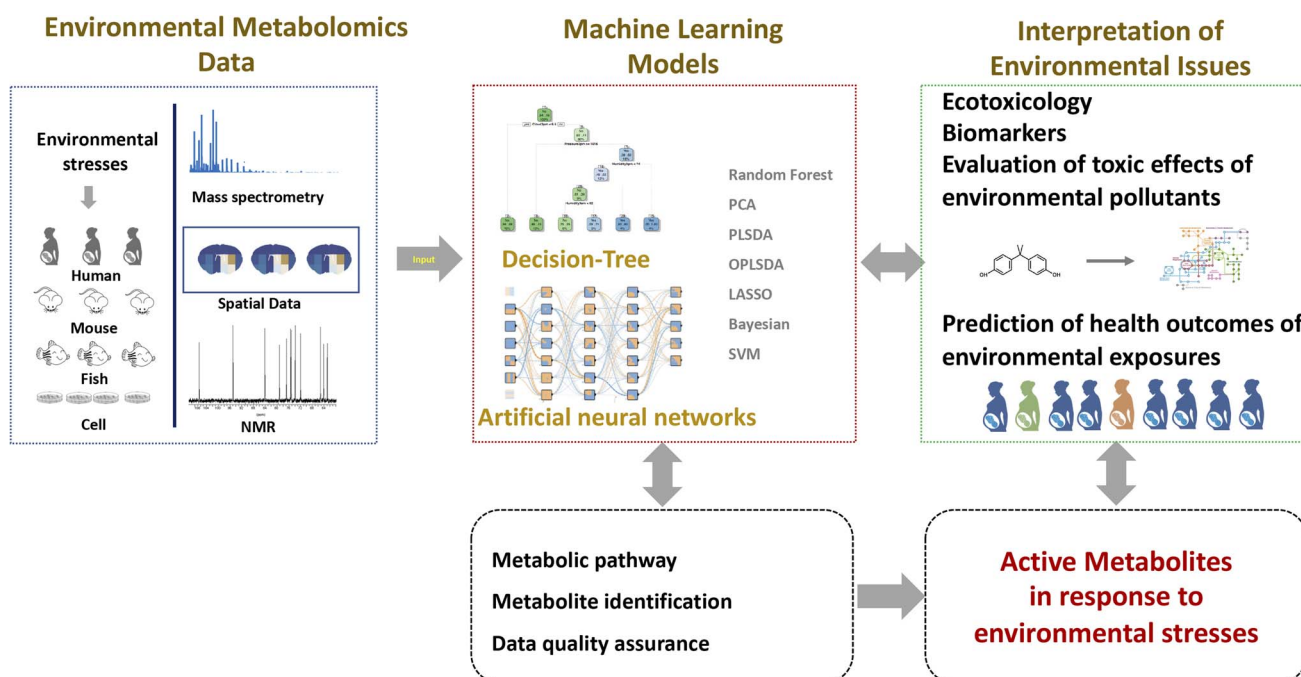 Environmental Metabolomics
Data
Machine Learning
Models
Interpretation of
Environmental Issues
Environmental
stresses
Human
Mouse
Fish
Cell
Mass spectrometry
Spatial Data
NMR
Input
Decision-Tree
Artificial neural networks
Random Forest
PCA
PLSDA
OPLSDA
LASSO
Bayesian
SVM
Ecotoxicology
Biomarkers
Evaluation of toxic effects of
environmental pollutants
OH
OH
Prediction of health outcomes of
environmental exposures
Metabolic pathway
Metabolite identification
Data quality assurance
Active Metabolites
in response to
environmental stresses